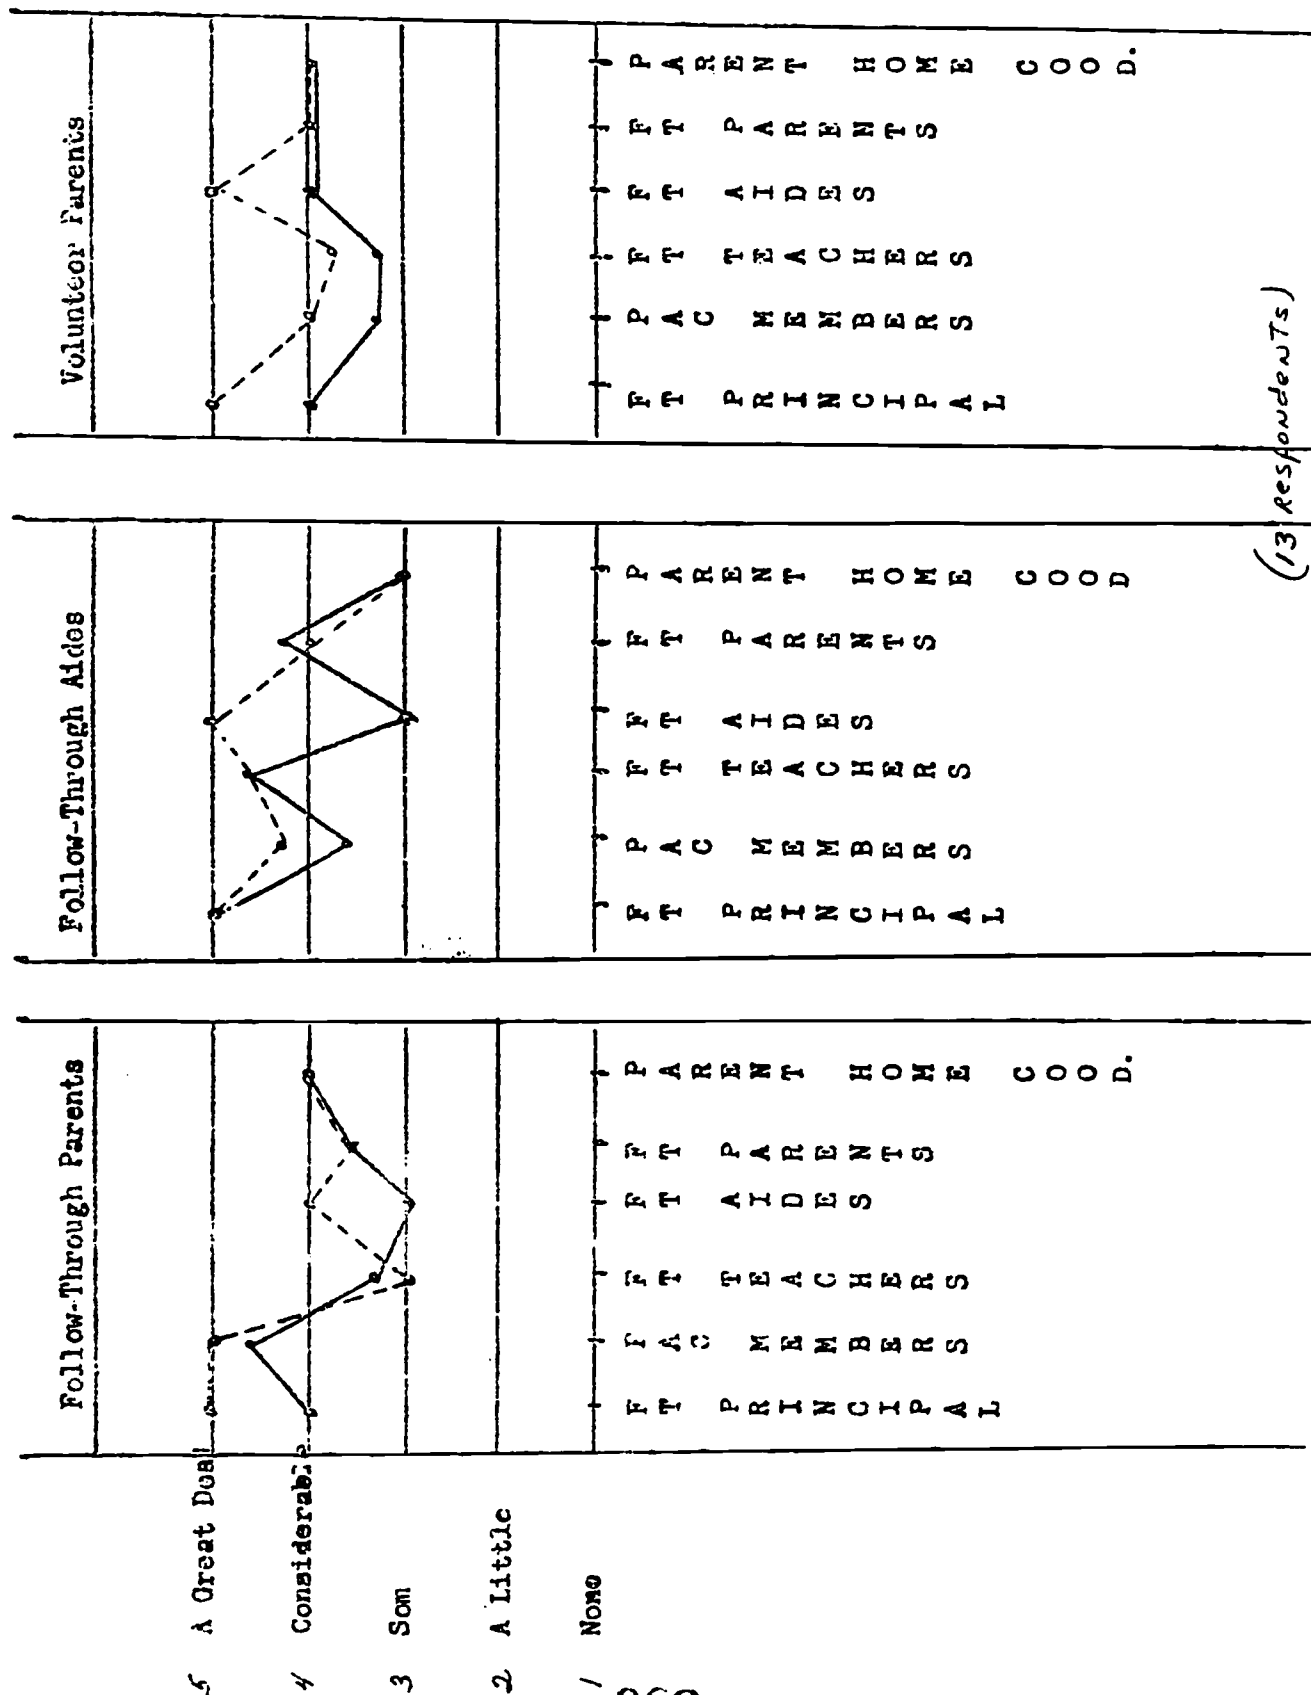 Follow-Through Parents
Follow-Through Aides
Volunteer Parents
5 A Great Deal
4 Considerable
3 Som
2 A Little
1 None
FT PRINCIPAL
PAC MEMBERS
FT TEACHERS
FT AIDES
FT PARENTS
PARENT HOME COOD.
FT PRINCIPAL
PAC MEMBERS
FT TEACHERS
FT AIDES
FT PARENTS
PARENT HOME COOD
FT PRINCIPAL
PAC MEMBERS
FT TEACHERS
FT AIDES
FT PARENTS
PARENT HOME COOD.
(13 Respondents)